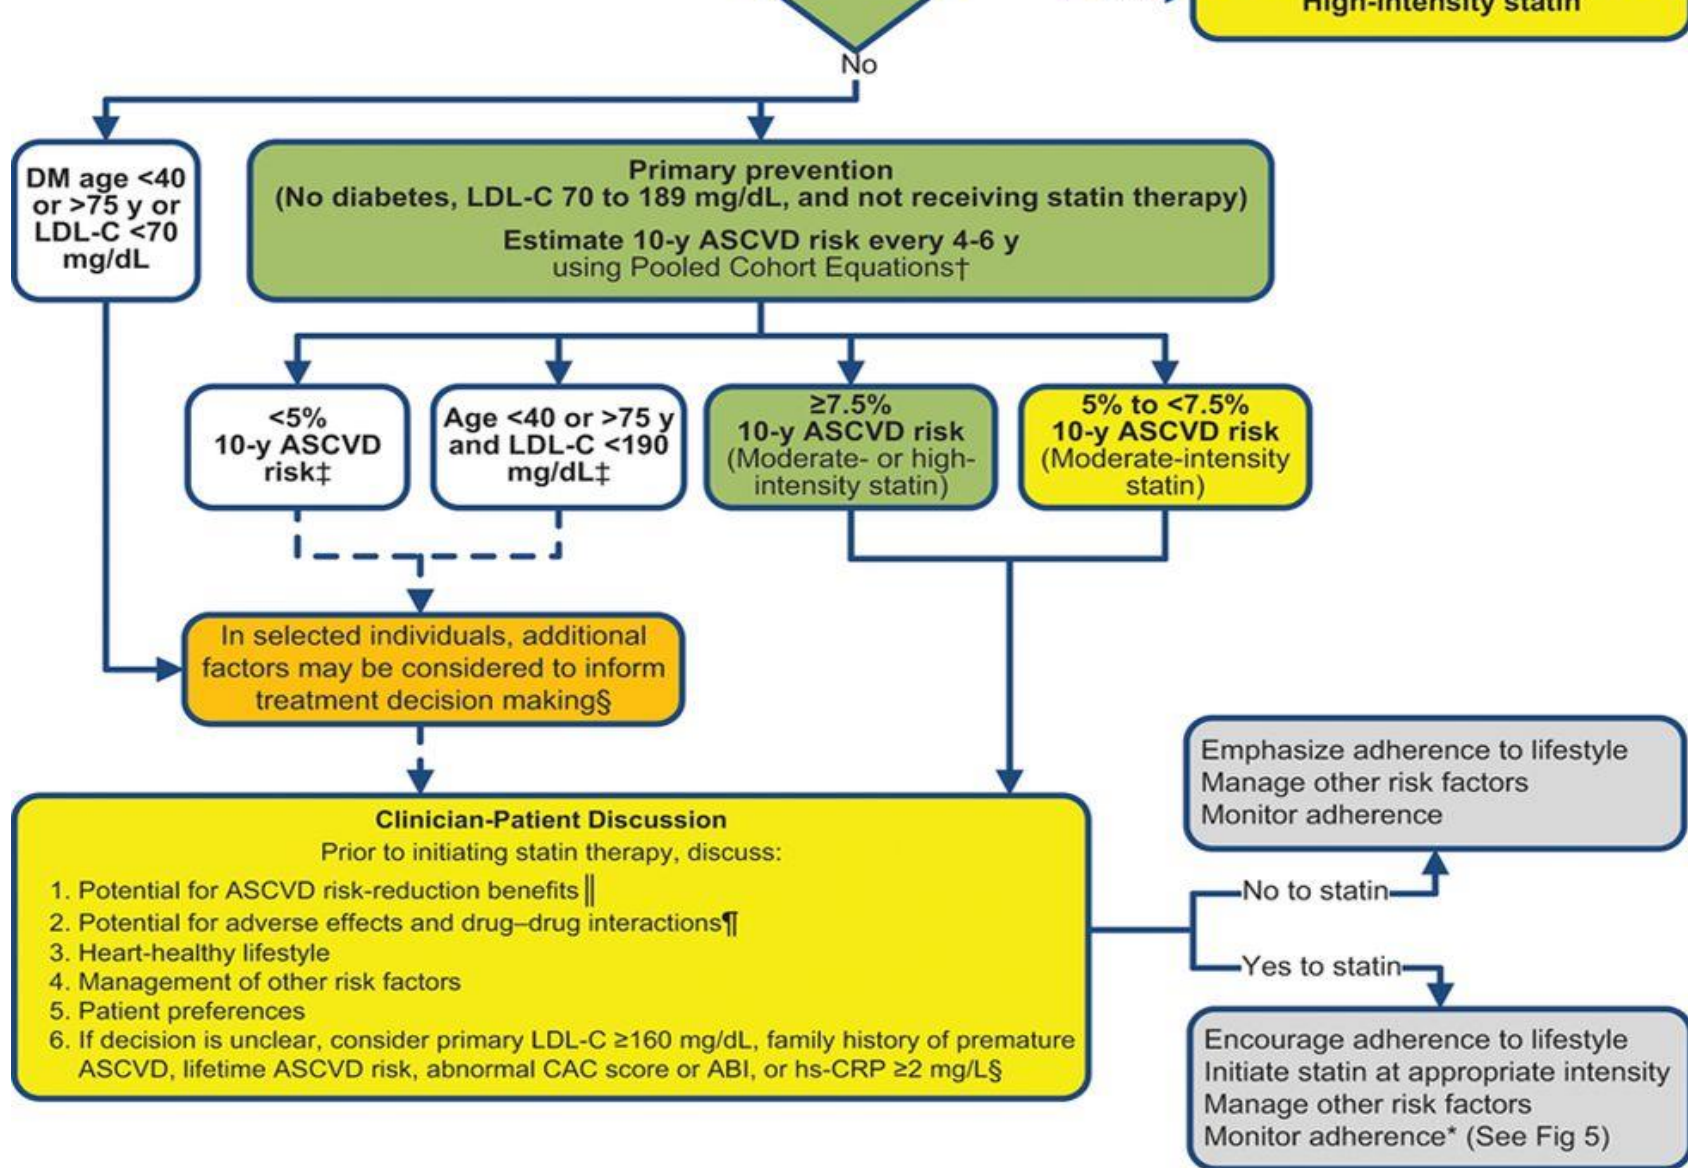 High-intensity statin
No
DM age <40
or >75 y or
LDL-C <70
mg/dL
Primary prevention
(No diabetes, LDL-C 70 to 189 mg/dL, and not receiving statin therapy)
Estimate 10-y ASCVD risk every 4-6 y
using Pooled Cohort Equations†
<5%
10-y ASCVD
risk‡
Age <40 or >75 y
and LDL-C <190
mg/dL‡
≥7.5%
10-y ASCVD risk
(Moderate- or high-
intensity statin)
5% to <7.5%
10-y ASCVD risk
(Moderate-intensity
statin)
In selected individuals, additional
factors may be considered to inform
treatment decision making§
Clinician-Patient Discussion
Prior to initiating statin therapy, discuss:
1. Potential for ASCVD risk-reduction benefits‖
2. Potential for adverse effects and drug–drug interactions¶
3. Heart-healthy lifestyle
4. Management of other risk factors
5. Patient preferences
6. If decision is unclear, consider primary LDL-C ≥160 mg/dL, family history of premature
ASCVD, lifetime ASCVD risk, abnormal CAC score or ABI, or hs-CRP ≥2 mg/L§
No to statin
Emphasize adherence to lifestyle
Manage other risk factors
Monitor adherence
Yes to statin
Encourage adherence to lifestyle
Initiate statin at appropriate intensity
Manage other risk factors
Monitor adherence* (See Fig 5)